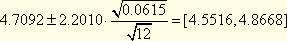 4.7092 ± 2.2010 · √0.0615 / √12 = [4.5516, 4.8668]